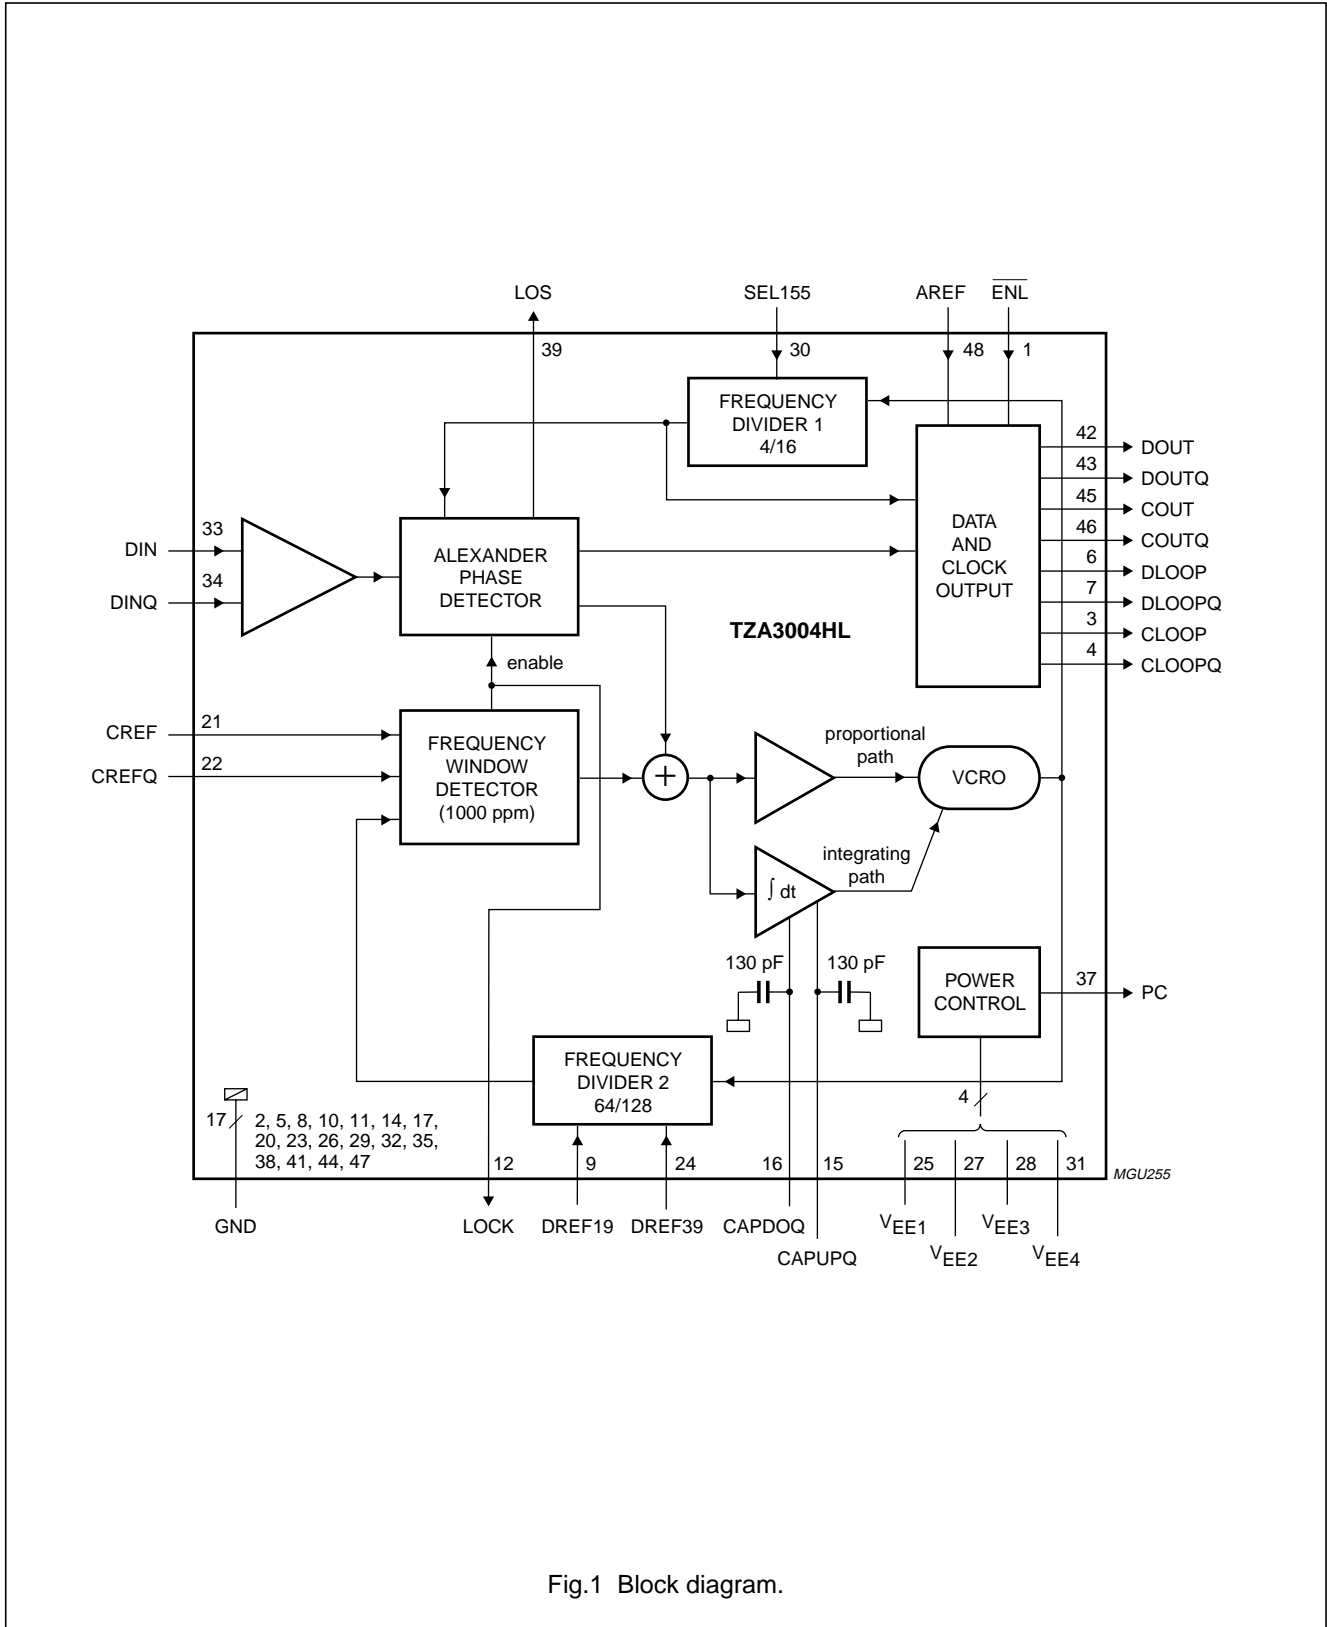 LOS
SEL155
AREF
ENL
39
30
48
1
FREQUENCY
DIVIDER 1
4/16
42
DOUT
43
DOUTQ
45
COUT
46
COUTQ
6
DLOOP
7
DLOOPQ
3
CLOOP
4
CLOOPQ
DATA
AND
CLOCK
OUTPUT
33
DIN
34
DINQ
ALEXANDER
PHASE
DETECTOR
TZA3004HL
enable
21
CREF
22
CREFQ
FREQUENCY
WINDOW
DETECTOR
(1000 ppm)
+
proportional
path
VCRO
integrating
path
∫ dt
130 pF
130 pF
POWER
CONTROL
37
PC
FREQUENCY
DIVIDER 2
64/128
4
17
2, 5, 8, 10, 11, 14, 17,
20, 23, 26, 29, 32, 35,
38, 41, 44, 47
12
9
24
16
15
25
27
28
31
MGU255
GND
LOCK
DREF19
DREF39
CAPDOQ
CAPUPQ
VEE1
VEE2
VEE3
VEE4
Fig.1 Block diagram.